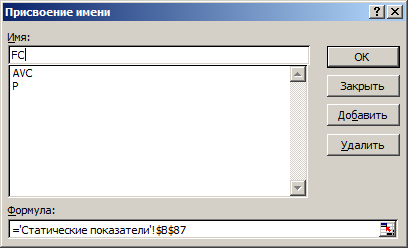 Присвоение имени
Имя:
FC
OK
AVC
P
Закрыть
Добавить
Удалить
Формула:
='Статические показатели'!$B$87